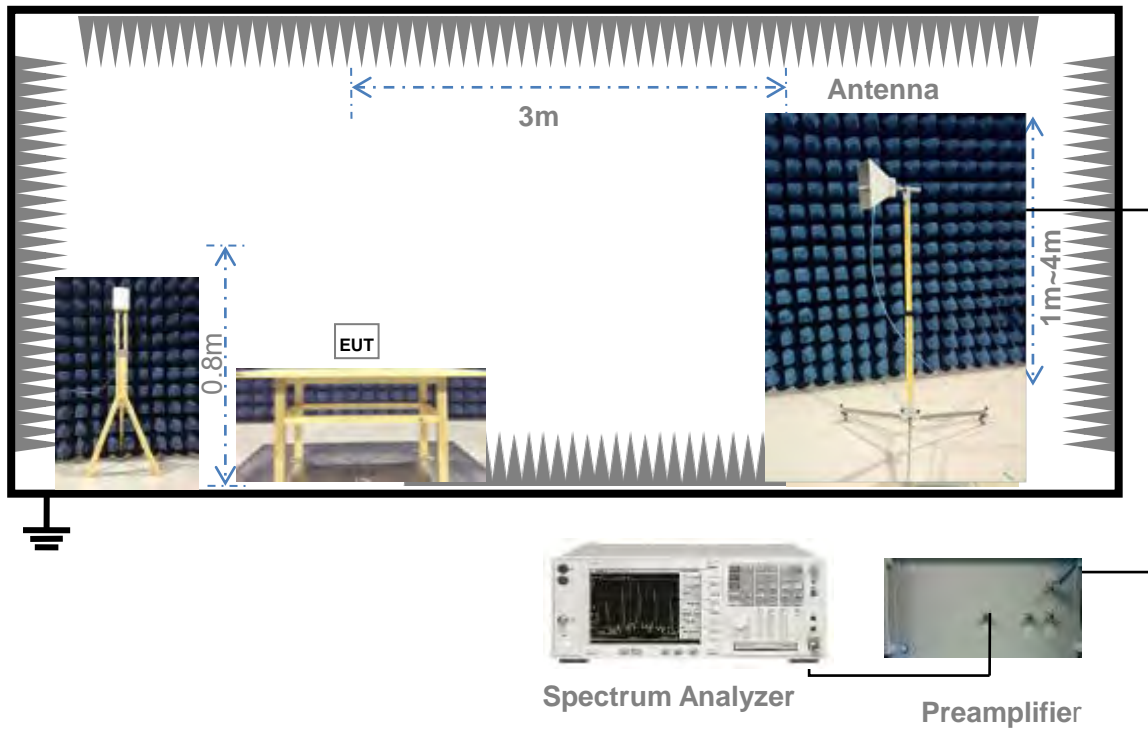 Antenna
3m
1m~4m
0.8m
EUT
Spectrum Analyzer
Preamplifier